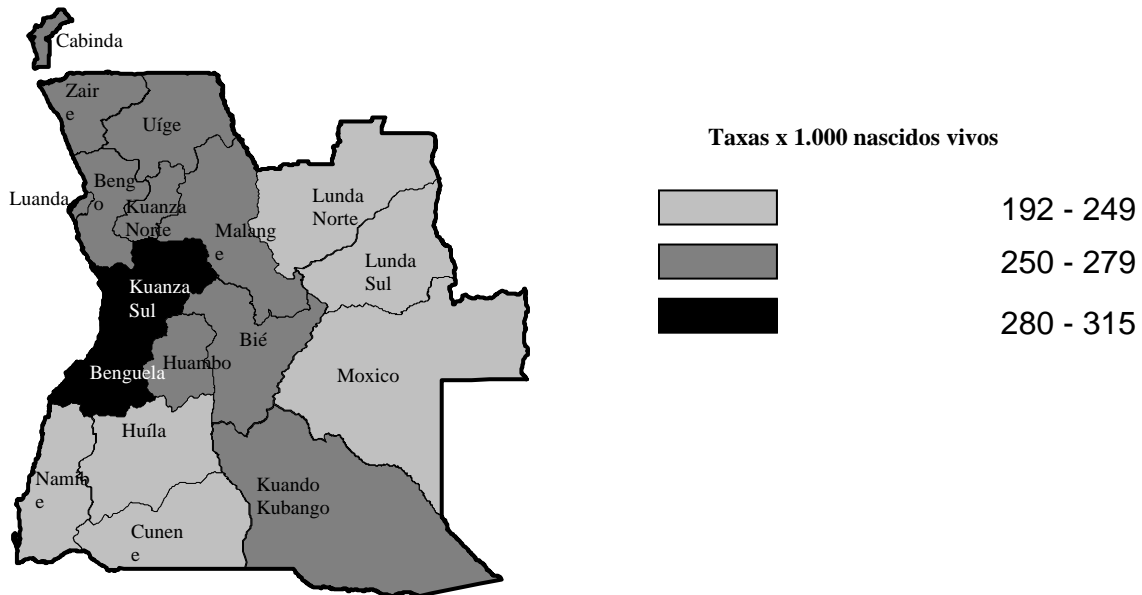 Cabinda
Zair
e
Uíge
Luanda
Beng
o
Kuanza
Norte
Malang
e
Lunda
Norte
Lunda
Sul
Kuanza
Sul
Benguela
Huambo
Bié
Moxico
Huíla
Namib
e
Cunen
e
Kuando
Kubango
Taxas x 1.000 nascidos vivos
192 - 249
250 - 279
280 - 315